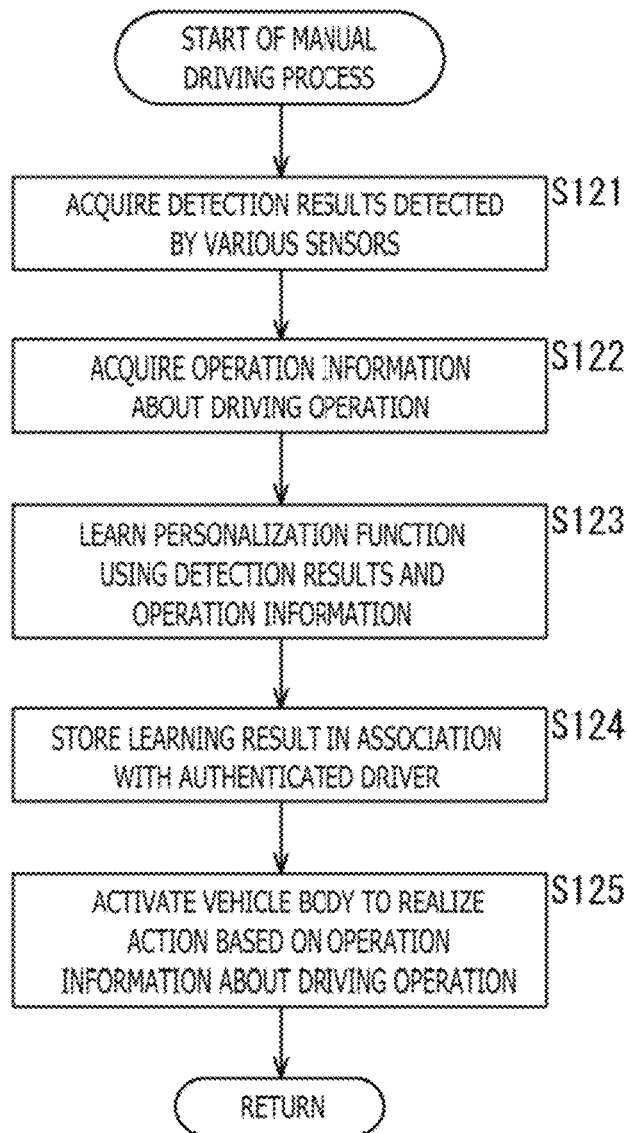 START OF MANUAL
DRIVING PROCESS
S121
ACQUIRE DETECTION RESULTS DETECTED
BY VARIOUS SENSORS
S122
ACQUIRE OPERATION INFORMATION
ABOUT DRIVING OPERATION
S123
LEARN PERSONALIZATION FUNCTION
USING DETECTION RESULTS AND
OPERATION INFORMATION
S124
STORE LEARNING RESULT IN ASSOCIATION
WITH AUTHENTICATED DRIVER
S125
ACTIVATE VEHICLE BODY TO REALIZE
ACTION BASED ON OPERATION
INFORMATION ABOUT DRIVING OPERATION
RETURN